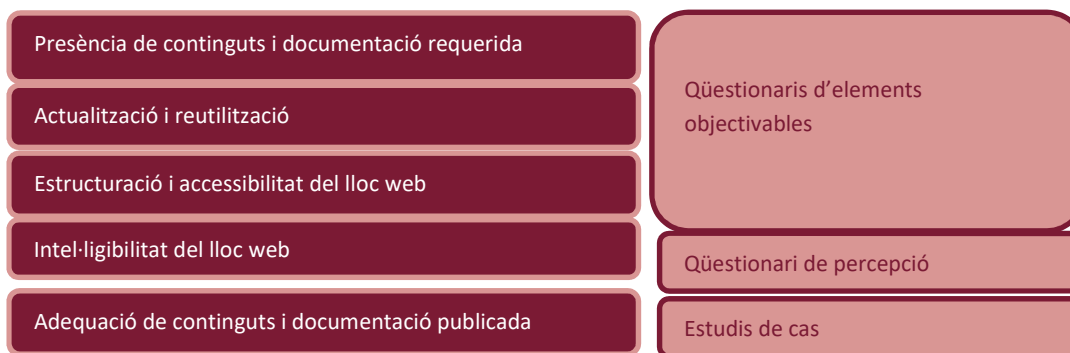 Presència de continguts i documentació requerida
Actualització i reutilització
Estructuració i accessibilitat del lloc web
Intel·ligibilitat del lloc web
Adequació de continguts i documentació publicada
Qüestionaris d’elements
objectivables
Qüestionari de percepció
Estudis de cas